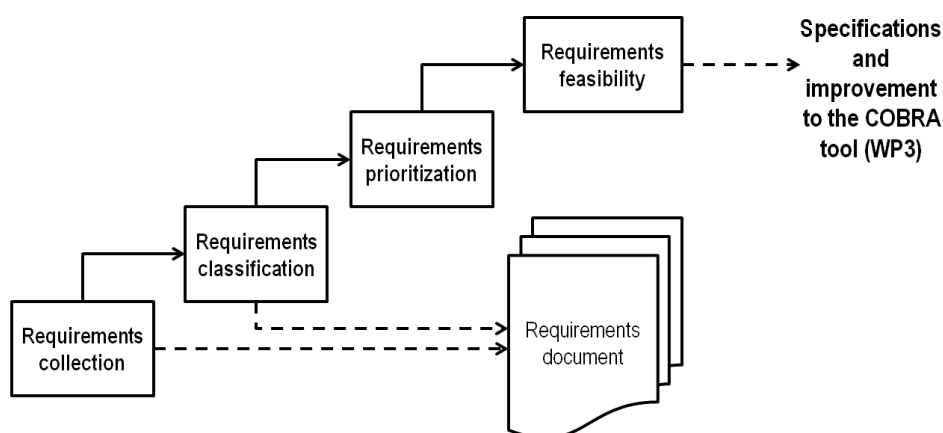 Specifications
and
improvement
to the COBRA
tool (WP3)
Requirements
feasibility
Requirements
prioritization
Requirements
classification
Requirements
collection
Requirements
document